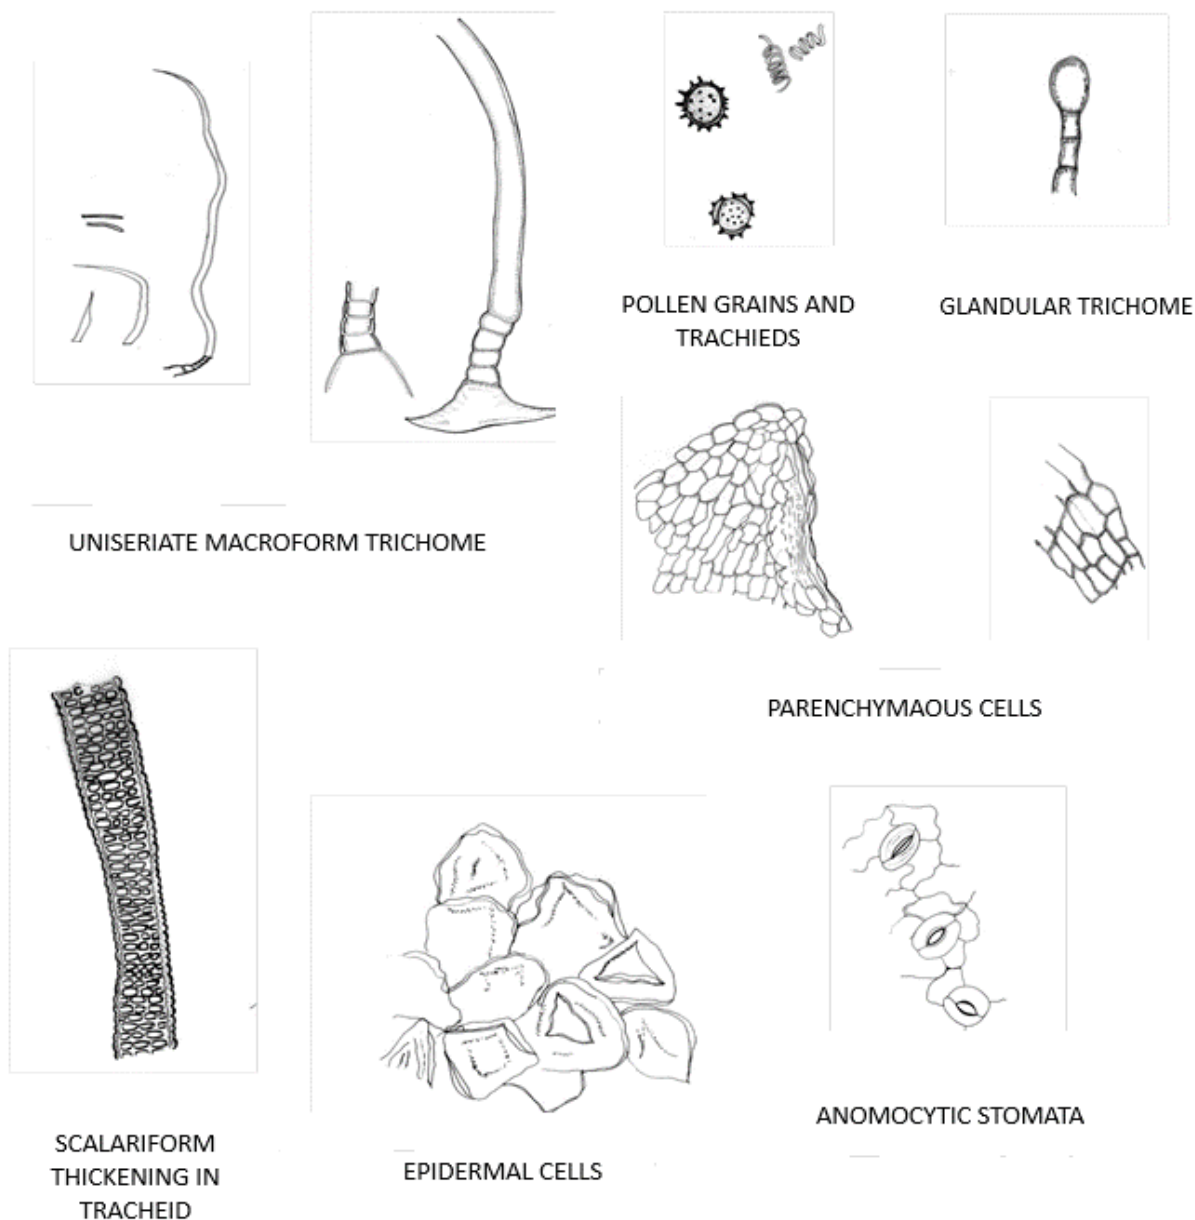 POLLEN GRAINS AND
TRACHIEDS
GLANDULAR TRICHOME
UNISERIATE MACROFORM TRICHOME
PARENCHYMAOUS CELLS
SCALARIFORM
THICKENING IN
TRACHEID
EPIDERMAL CELLS
ANOMOCYTIC STOMATA